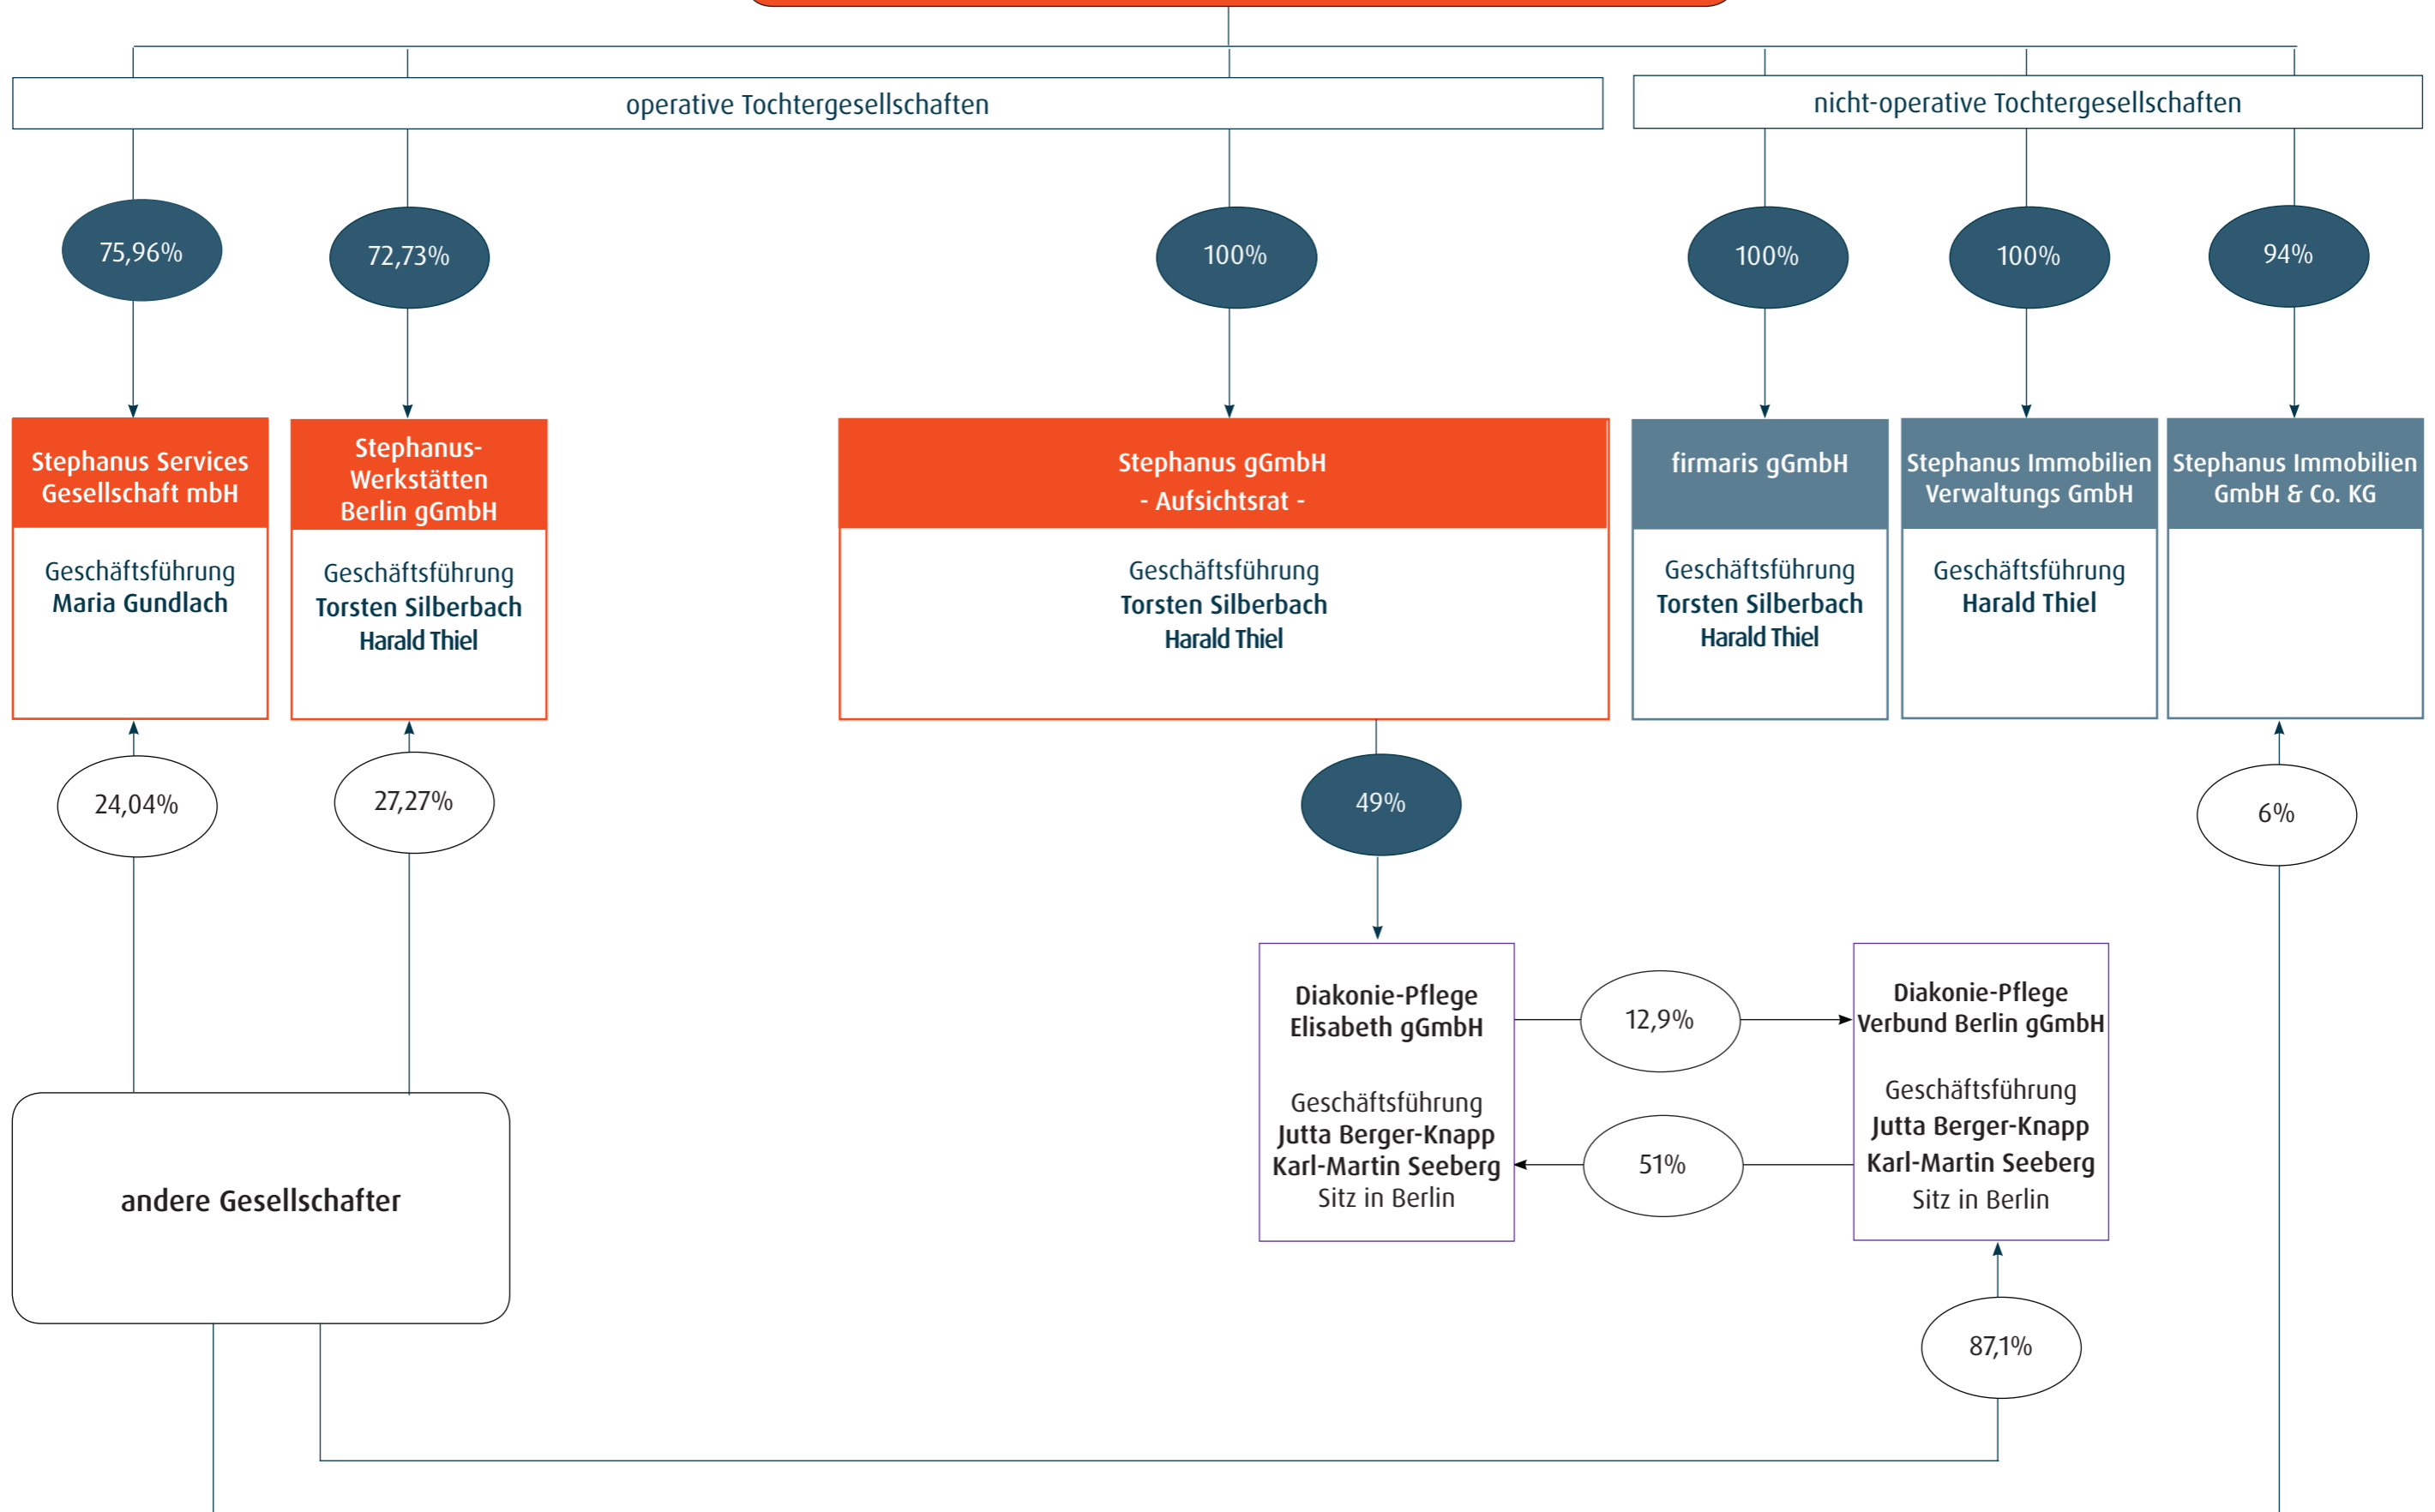 operative Tochtergesellschaften
nicht-operative Tochtergesellschaften
75,96%
72,73%
100%
100%
100%
94%
Stephanus Services
Gesellschaft mbH
Geschäftsführung
Maria Gundlach
Stephanus-
Werkstätten
Berlin gGmbH
Geschäftsführung
Torsten Silberbach
Harald Thiel
Stephanus gGmbH
- Aufsichtsrat -
Geschäftsführung
Torsten Silberbach
Harald Thiel
firmaris gGmbH
Geschäftsführung
Torsten Silberbach
Harald Thiel
Stephanus Immobilien
Verwaltungs GmbH
Geschäftsführung
Harald Thiel
Stephanus Immobilien
GmbH & Co. KG
24,04%
27,27%
49%
6%
Diakonie-Pflege
Elisabeth gGmbH
Geschäftsführung
Jutta Berger-Knapp
Karl-Martin Seeberg
Sitz in Berlin
12,9%
51%
Diakonie-Pflege
Verbund Berlin gGmbH
Geschäftsführung
Jutta Berger-Knapp
Karl-Martin Seeberg
Sitz in Berlin
andere Gesellschafter
87,1%